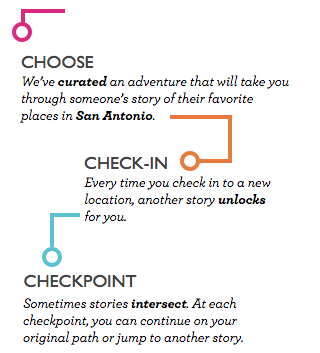 CHOOSE
We've curated an adventure that will take you
through someone's story of their favorite
places in San Antonio.
CHECK-IN
Every time you check in to a new
location, another story unlocks
for you.
CHECKPOINT
Sometimes stories intersect. At each
checkpoint, you can continue on your
original path or jump to another story.